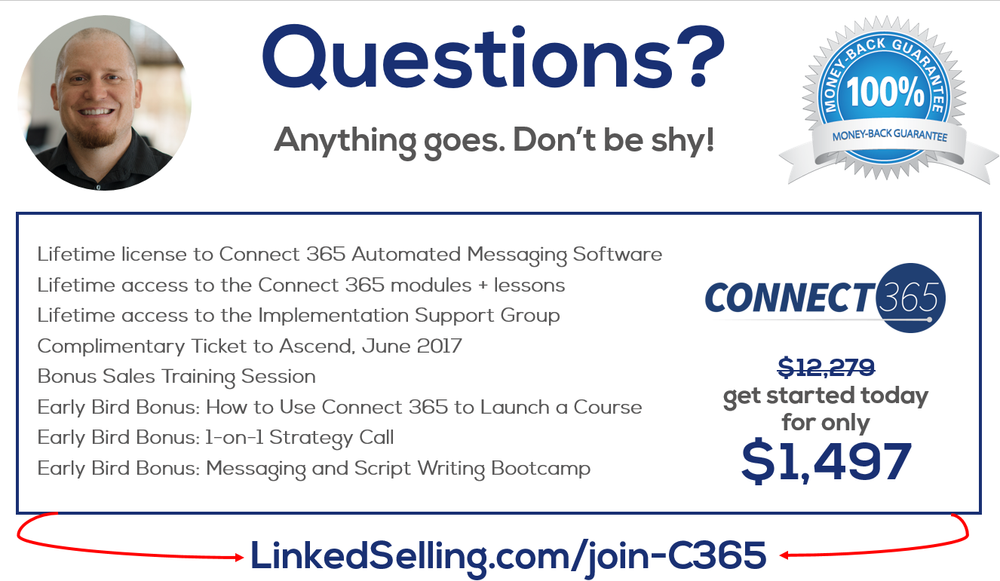 Questions?
Anything goes. Don't be shy!
MONEY-BACK GUARANTEE
100%
MONEY-BACK GUARANTEE
Lifetime license to Connect 365 Automated Messaging Software
Lifetime access to the Connect 365 modules + lessons
Lifetime access to the Implementation Support Group
Complimentary Ticket to Ascend, June 2017
Bonus Sales Training Session
Early Bird Bonus: How to Use Connect 365 to Launch a Course
Early Bird Bonus: 1-on-1 Strategy Call
Early Bird Bonus: Messaging and Script Writing Bootcamp
CONNECT 365
$12,279
get started today
for only
$1,497
LinkedSelling.com/join-C365